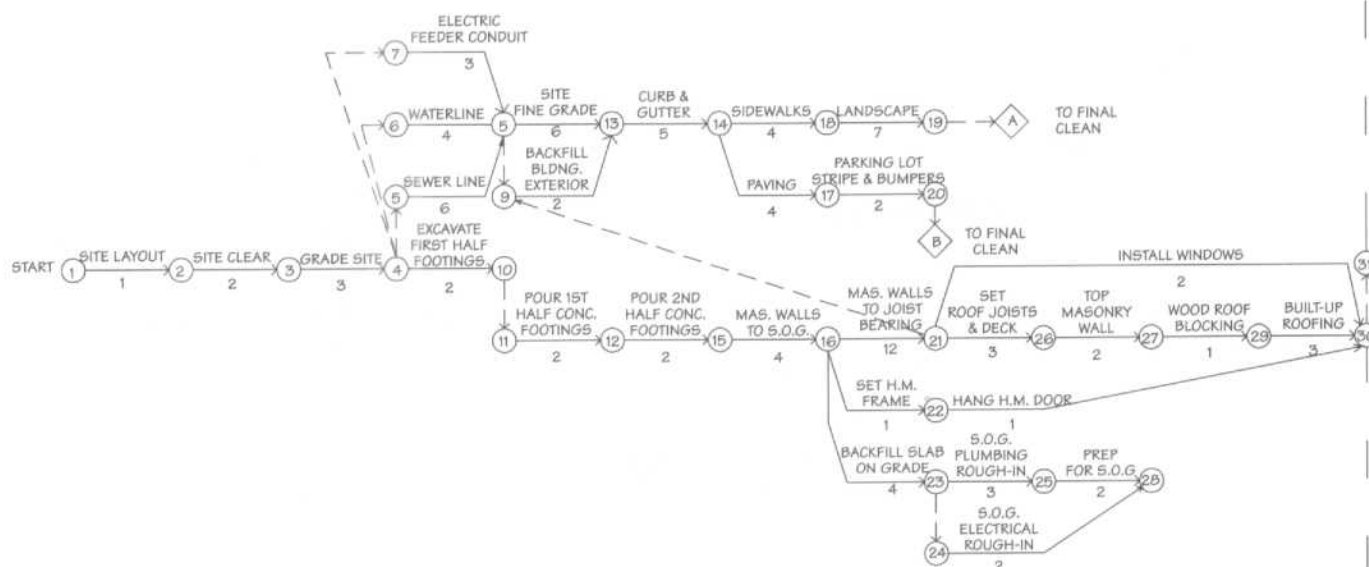 ELECTRIC
FEEDER CONDUIT
7
3
WATERLINE
6
4
SITE
FINE GRADE
5
6
CURB &
GUTTER
13
5
SIDEWALKS
14
4
LANDSCAPE
18
7
19
A
TO FINAL
CLEAN
SEWER LINE
5
6
BACKFILL
BLDNG.
EXTERIOR
9
2
PAVING
4
PARKING LOT
STRIPE & BUMPERS
17
2
20
B
TO FINAL
CLEAN
START
1
SITE LAYOUT
1
2
SITE CLEAR
2
3
GRADE SITE
3
4
EXCAVATE
FIRST HALF
FOOTINGS
2
10
INSTALL WINDOWS
2
31
POUR 1ST
HALF CONC.
FOOTINGS
11
2
POUR 2ND
HALF CONC.
FOOTINGS
12
2
MAS. WALLS
TO S.O.G.
15
4
MAS. WALLS
TO JOIST
BEARING
16
12
SET
ROOF JOISTS
& DECK
21
3
TOP
MASONRY
WALL
26
2
WOOD ROOF
BLOCKING
27
1
BUILT-UP
ROOFING
29
3
30
SET H.M.
FRAME
1
22
HANG H.M. DOOR
1
BACKFILL SLAB
ON GRADE
4
23
S.O.G.
PLUMBING
ROUGH-IN
3
25
PREP
FOR S.O.G.
2
28
S.O.G.
ELECTRICAL
ROUGH-IN
24
2